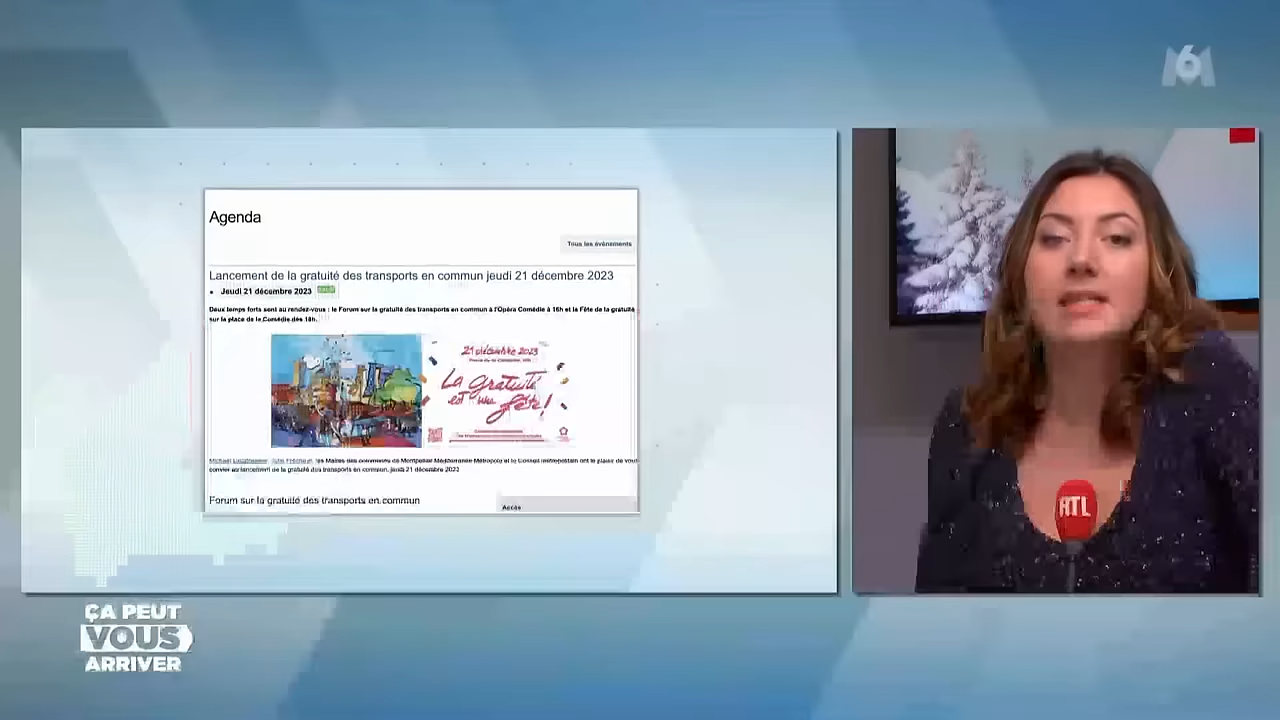 M6
Agenda
Tous les évènements
Lancement de la gratuité des transports en commun jeudi 21 décembre 2023
Jeudi 21 décembre 2023
Deux temps forts sont au rendez-vous : le Forum sur la gratuité des transports en commun à l'Opéra Comédie à 16h et la Fête de la gratuité
sur la place de la Comédie dès 18h.
21 décembre 2023
La gratuité
est une
fête!
les Maires des communes de Montpellier Méditerranée Métropole et le Conseil métropolitain ont le plaisir de vous
convier au lancement de la gratuité des transports en commun, jeudi 21 décembre 2023
Forum sur la gratuité des transports en commun
Accès
RTL
ÇA PEUT
VOUS
ARRIVER